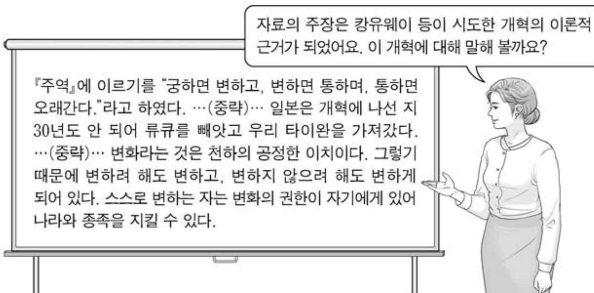 자료의 주장은 캉유웨이 등이 시도한 개혁의 이론적
근거가 되었어요. 이 개혁에 대해 말해 볼까요?
『주역』에 이르기를 “궁하면 변하고, 변하면 통하며, 통하면
오래간다.”라고 하였다. …(중략)… 일본은 개혁에 나선 지
30년도 안 되어 류큐를 빼앗고 우리 타이완을 가져갔다.
…(중략)… 변화라는 것은 천하의 공정한 이치이다. 그렇기
때문에 변하려 해도 변하고, 변하지 않으려 해도 변하게
되어 있다. 스스로 변하는 자는 변화의 권한이 자기에게 있어
나라와 종족을 지킬 수 있다.